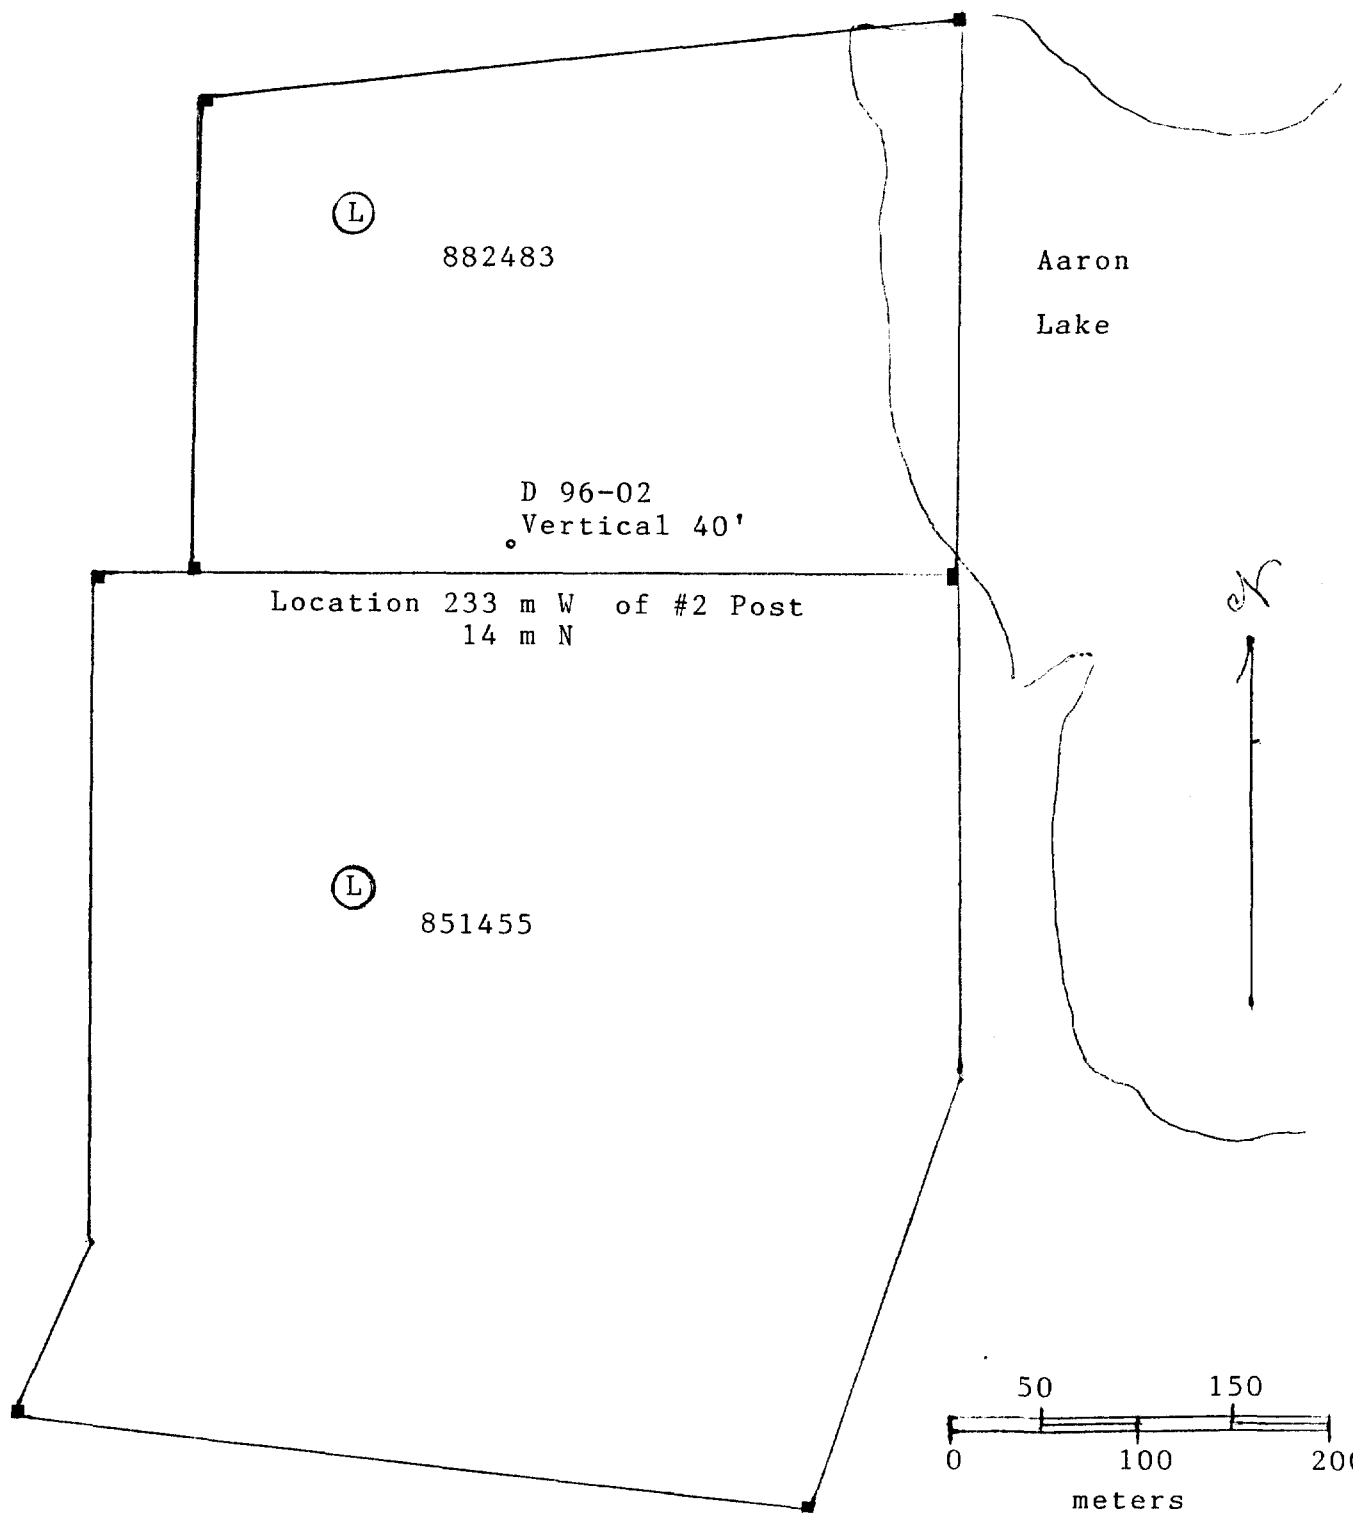 L
882483
Aaron
Lake
D 96-02
Vertical 40'
Location 233 m W of #2 Post
14 m N
N
L
851455
50 150
0 100 200
meters